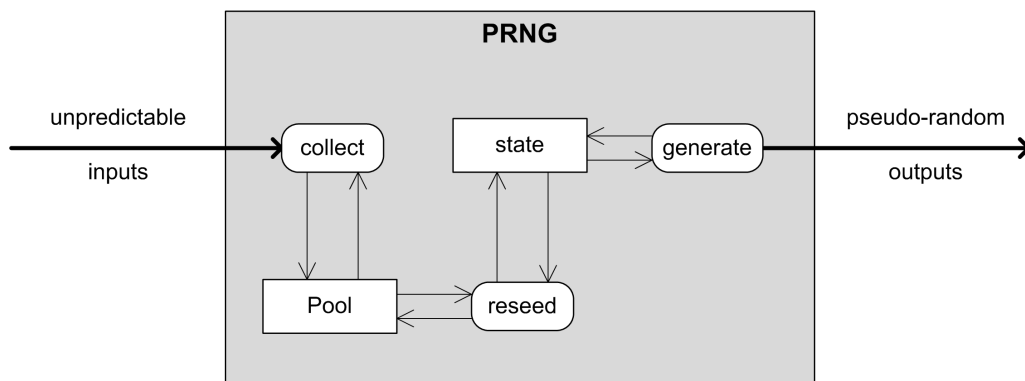 PRNG
unpredictable
inputs
collect
state
generate
pseudo-random
outputs
Pool
reseed